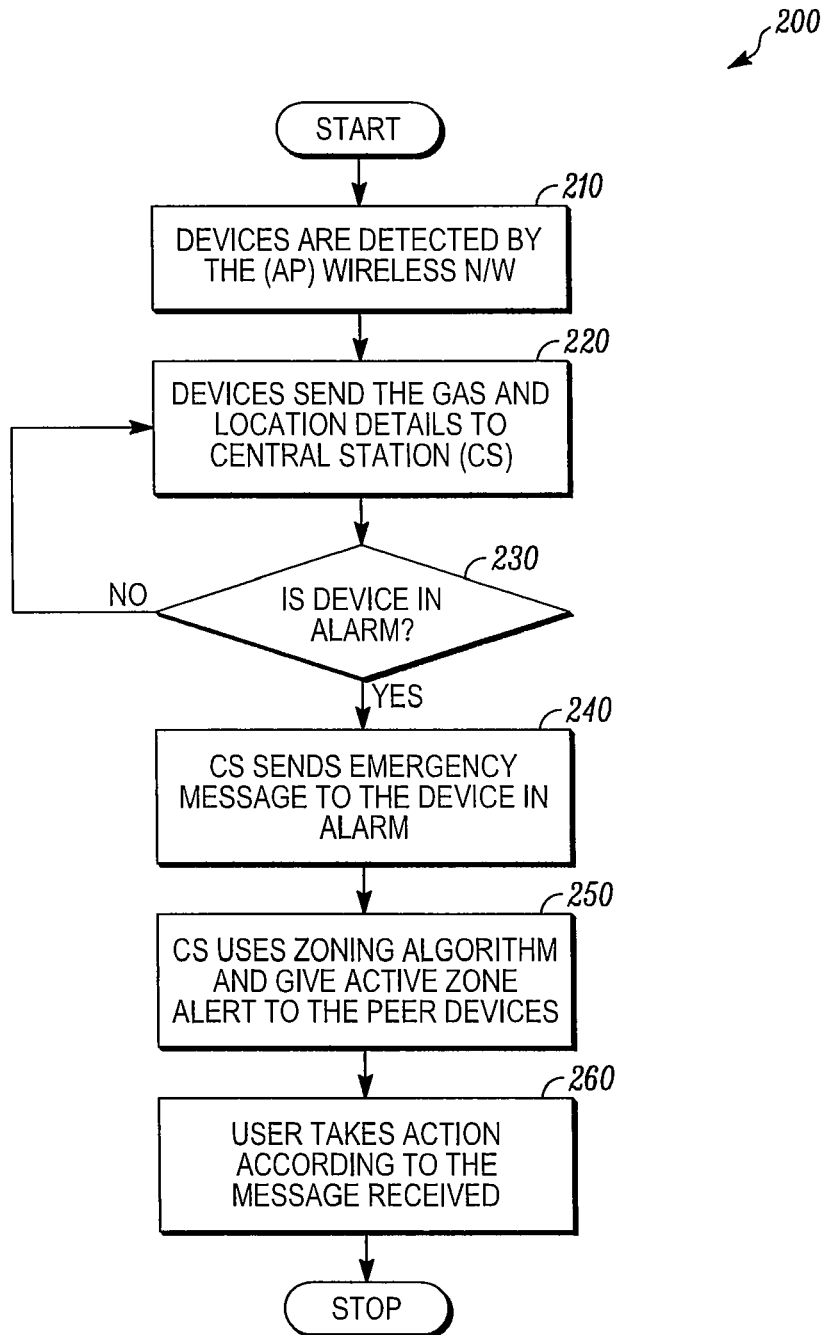 200
START
210
DEVICES ARE DETECTED BY
THE (AP) WIRELESS N/W
220
DEVICES SEND THE GAS AND
LOCATION DETAILS TO
CENTRAL STATION (CS)
230
NO
IS DEVICE IN
ALARM?
YES
240
CS SENDS EMERGENCY
MESSAGE TO THE DEVICE IN
ALARM
250
CS USES ZONING ALGORITHM
AND GIVE ACTIVE ZONE
ALERT TO THE PEER DEVICES
260
USER TAKES ACTION
ACCORDING TO THE
MESSAGE RECEIVED
STOP